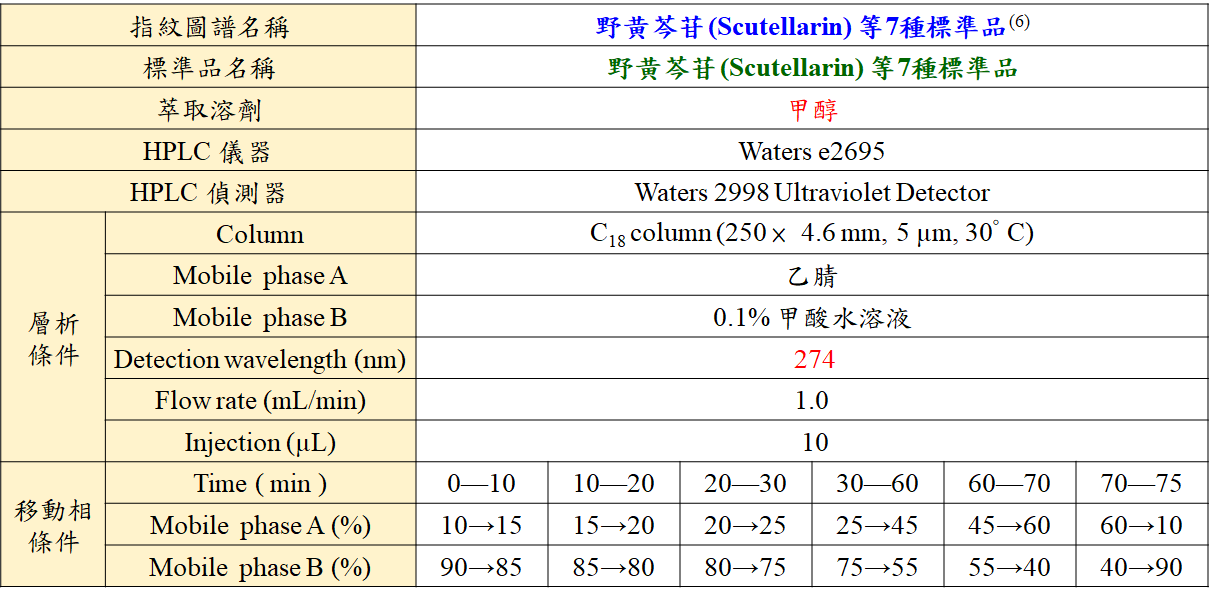 指紋圖譜名稱 野黃芩苷(Scutellarin) 等7種標準品(6)
標準品名稱 野黃芩苷(Scutellarin) 等7種標準品
萃取溶劑 甲醇
HPLC 儀器 Waters e2695
HPLC 偵測器 Waters 2998 Ultraviolet Detector
層析條件
Column C18 column (250 × 4.6 mm, 5 µm, 30° C)
Mobile phase A 乙腈
Mobile phase B 0.1% 甲酸水溶液
Detection wavelength (nm) 274
Flow rate (mL/min) 1.0
Injection (µL) 10
移動相條件
Time ( min ) 0—10 10—20 20—30 30—60 60—70 70—75
Mobile phase A (%) 10→15 15→20 20→25 25→45 45→60 60→10
Mobile phase B (%) 90→85 85→80 80→75 75→55 55→40 40→90